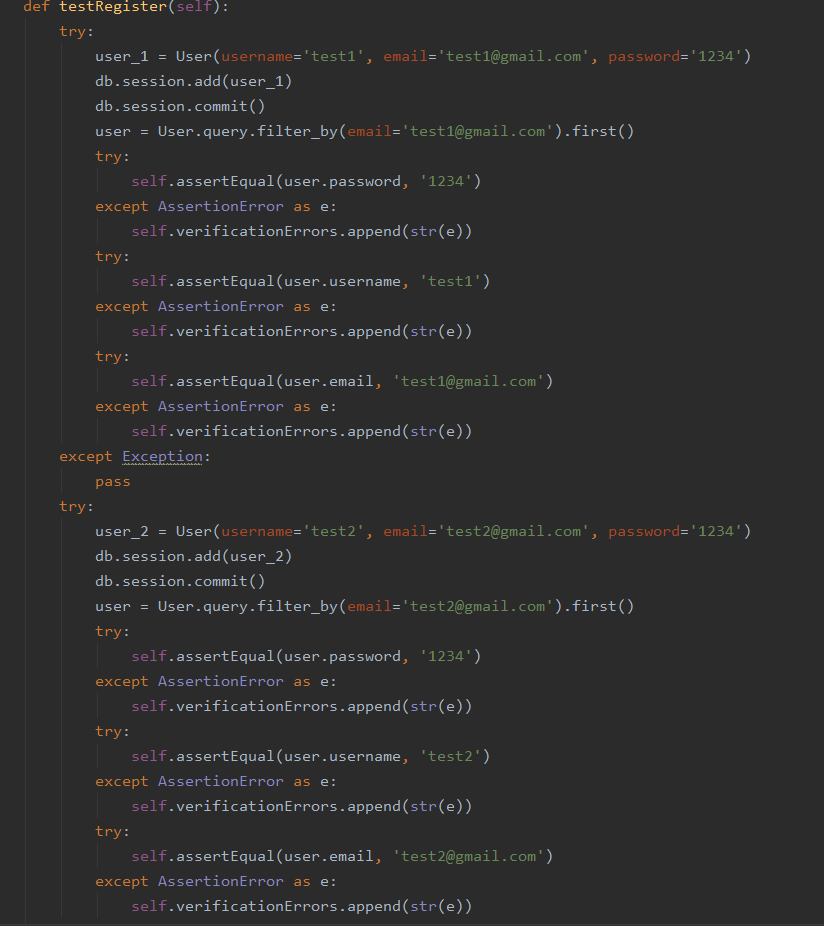 def testRegister(self):
    try:
        user_1 = User(username='test1', email='test1@gmail.com', password='1234')
        db.session.add(user_1)
        db.session.commit()
        user = User.query.filter_by(email='test1@gmail.com').first()
        try:
            self.assertEqual(user.password, '1234')
        except AssertionError as e:
            self.verificationErrors.append(str(e))
        try:
            self.assertEqual(user.username, 'test1')
        except AssertionError as e:
            self.verificationErrors.append(str(e))
        try:
            self.assertEqual(user.email, 'test1@gmail.com')
        except AssertionError as e:
            self.verificationErrors.append(str(e))
    except Exception:
        pass
    try:
        user_2 = User(username='test2', email='test2@gmail.com', password='1234')
        db.session.add(user_2)
        db.session.commit()
        user = User.query.filter_by(email='test2@gmail.com').first()
        try:
            self.assertEqual(user.password, '1234')
        except AssertionError as e:
            self.verificationErrors.append(str(e))
        try:
            self.assertEqual(user.username, 'test2')
        except AssertionError as e:
            self.verificationErrors.append(str(e))
        try:
            self.assertEqual(user.email, 'test2@gmail.com')
        except AssertionError as e:
            self.verificationErrors.append(str(e))